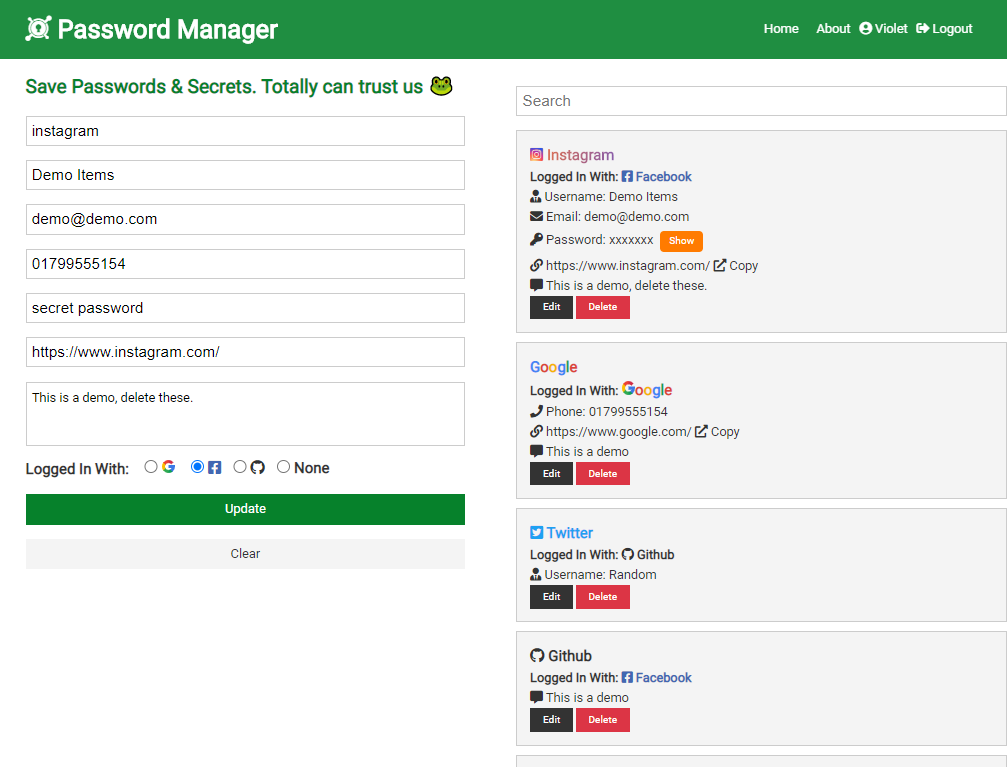 Password Manager
Home About Violet Logout
Save Passwords & Secrets. Totally can trust us
instagram
Demo Items
demo@demo.com
01799555154
secret password
https://www.instagram.com/
This is a demo, delete these.
Logged In With: None
Update
Clear
Search
Instagram
Logged In With: Facebook
Username: Demo Items
Email: demo@demo.com
Password: xxxxxxx Show
https://www.instagram.com/ Copy
This is a demo, delete these.
Edit Delete
Google
Logged In With: Google
Phone: 01799555154
https://www.google.com/ Copy
This is a demo
Edit Delete
Twitter
Logged In With: Github
Username: Random
Edit Delete
Github
Logged In With: Facebook
This is a demo
Edit Delete